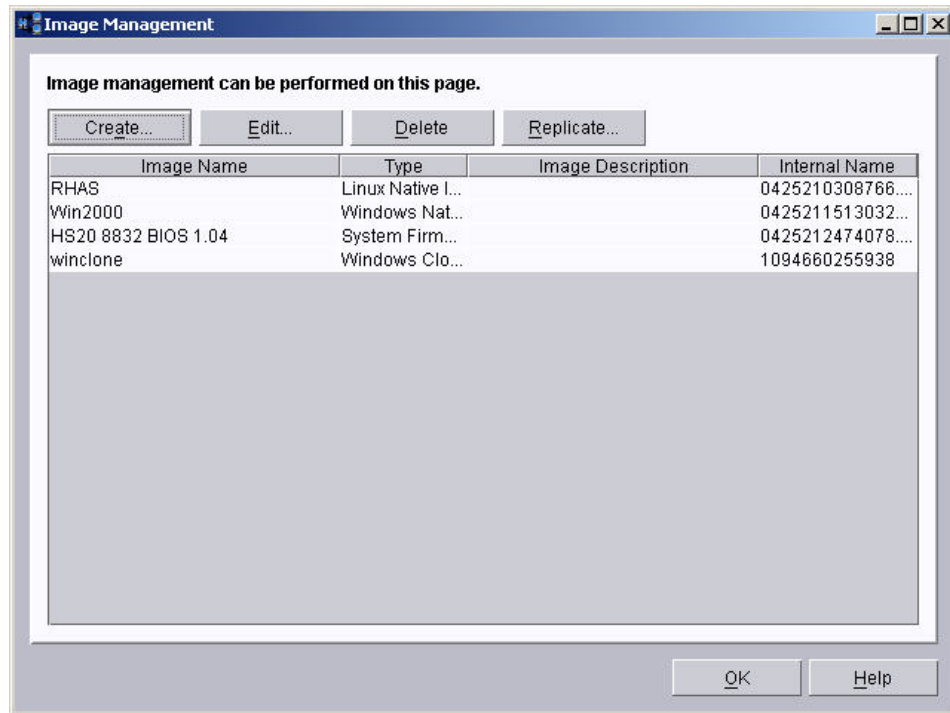 Image Management
Image management can be performed on this page.
Create... Edit... Delete Replicate...
Image Name Type Image Description Internal Name
RHAS Linux Native I... 0425210308766....
Win2000 Windows Nat... 0425211513032...
HS20 8832 BIOS 1.04 System Firm... 0425212474078....
winclone Windows Clo... 1094660255938
OK Help